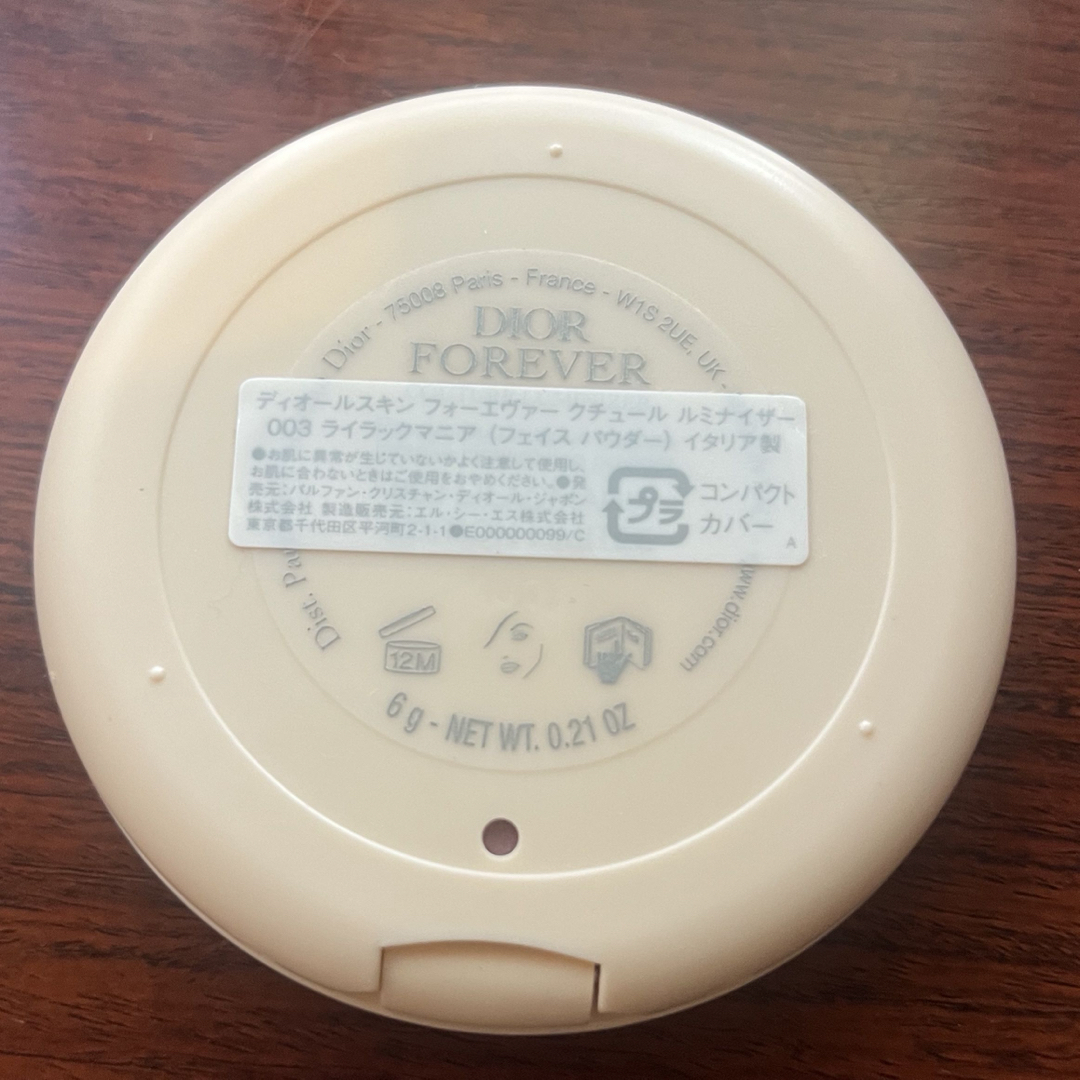 Dior - 75008 Paris - France - W1S 2UE, UK -
DIOR
FOREVER
ディオールスキン フォーエヴァー クチュール ルミナイザー
003 ライラックマニア (フェイス パウダー) イタリア製
●お肌に異常が生じていないかよく注意して使用し、
お肌に合わないときはご使用をおやめください。●発
売元:パルファン・クリスチャン・ディオール・ジャポン
株式会社 製造販売元:エル・シー・エス株式会社
東京都千代田区平河町2-1-1●E000000099/C
プラ
コンパクト
カバー
A
Dist.
www.dior.com
12M
6 g - NET WT. 0.21 OZ